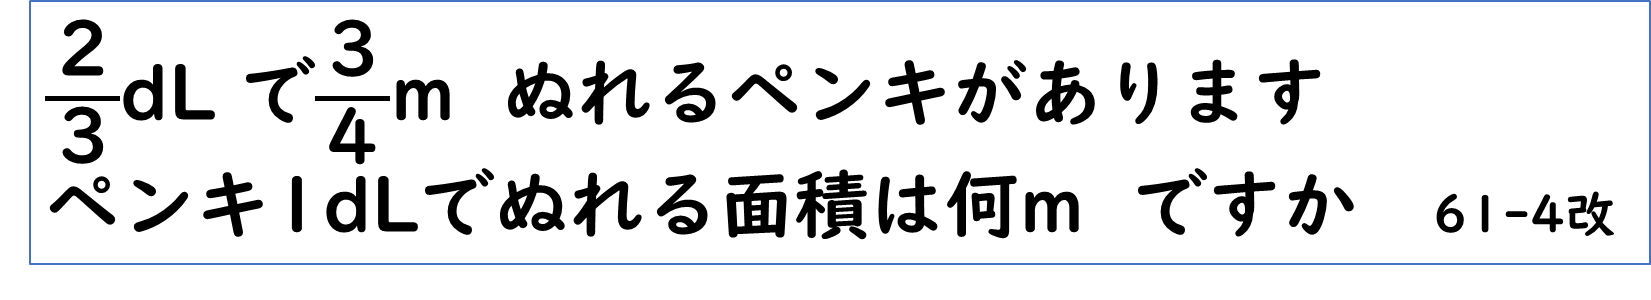 2/3dL で3/4m ぬれるペンキがあります
ペンキ1dLでぬれる面積は何m ですか 61-4改